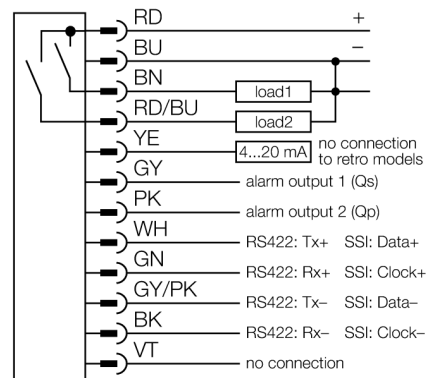 RD +
BU −
BN load1
RD/BU load2
YE 4...20 mA no connection
to retro models
GY alarm output 1 (Qs)
PK alarm output 2 (Qp)
WH RS422: Tx+ SSI: Data+
GN RS422: Rx+ SSI: Clock+
GY/PK RS422: Tx− SSI: Data−
BK RS422: Rx− SSI: Clock−
VT no connection